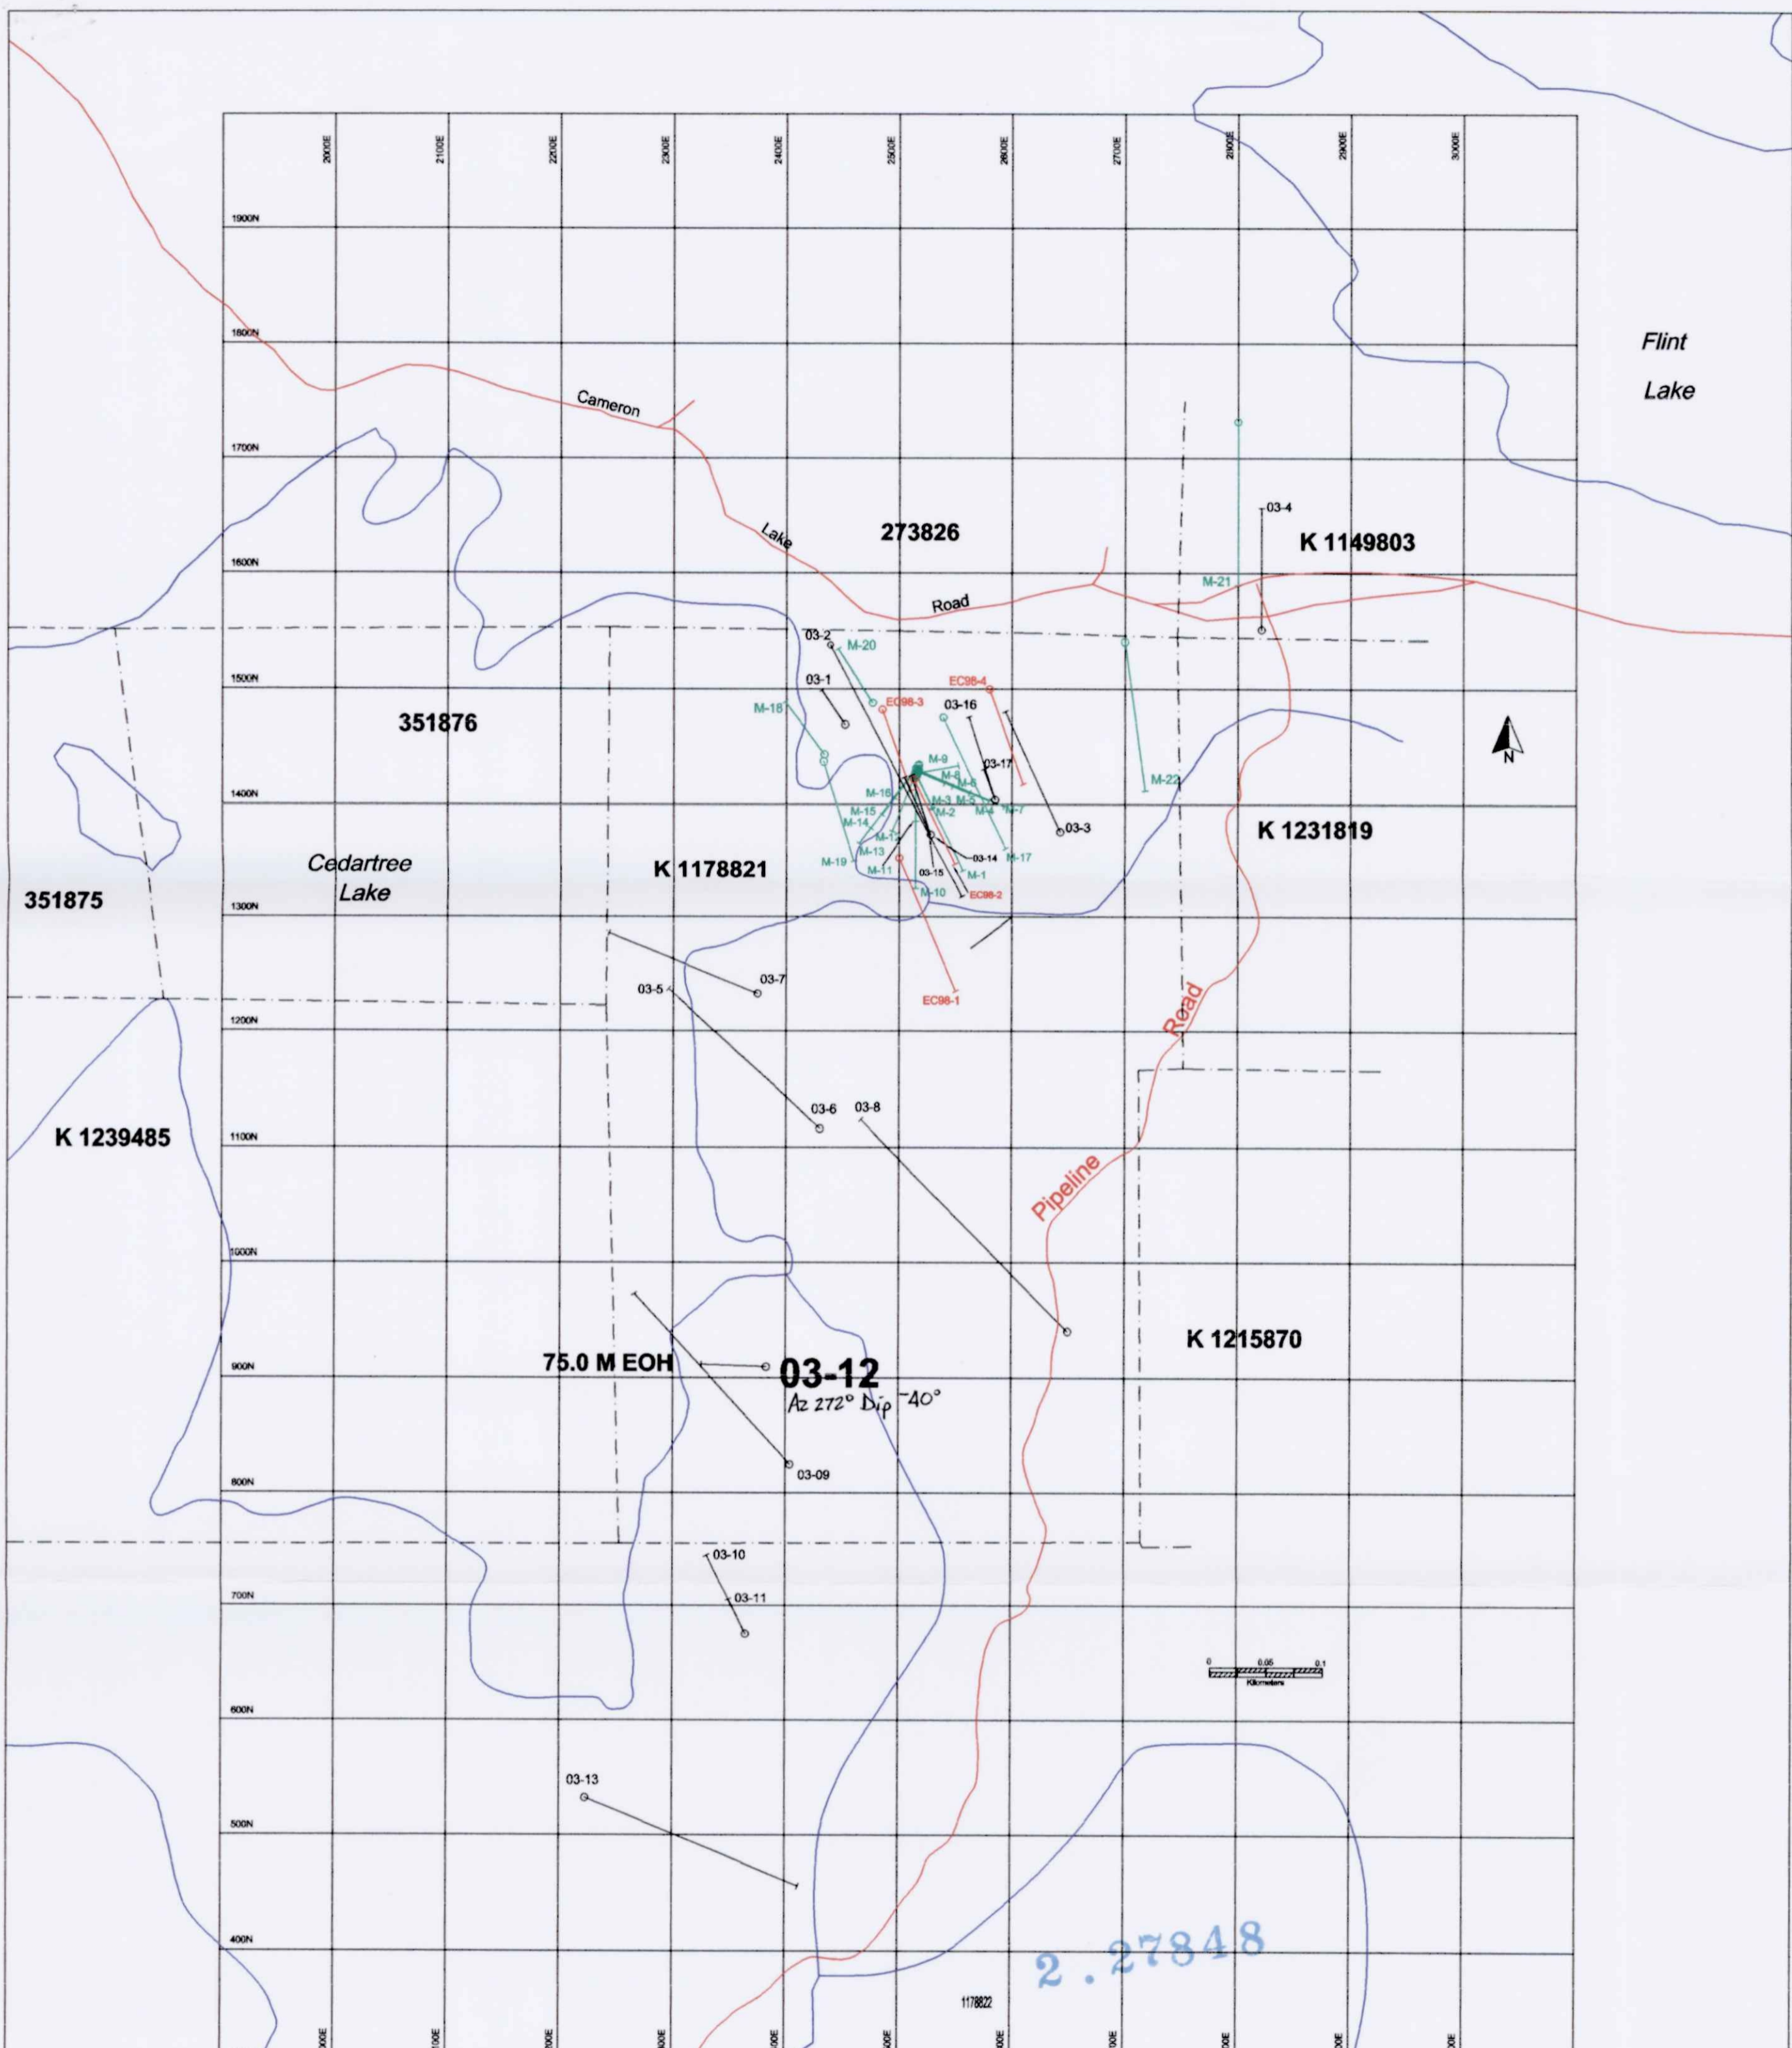 2000E
2100E
2200E
2300E
2400E
2500E
2600E
2700E
2800E
2900E
3000E
1900N
1800N
Flint
Lake
Cameron
1700N
03-4
Lake
273826
K 1149803
1600N
M-21
Road
03-2
M-20
03-1
1500N
EC98-4
M-18
EC98-3
03-16
351876
M-9
03-17
M-8
M-6
M-22
M-16
M-3
M-5
1400N
M-15
M-2
M-4
M-7
M-14
03-3
K 1231819
M-12
M-13
03-14
M-17
Cedartree
Lake
M-19
K 1178821
M-11
03-15
M-1
351875
M-10
EC98-2
1300N
03-7
03-5
EC98-1
Road
1200N
03-6
03-8
K 1239485
1100N
Pipeline
1000N
K 1215870
900N
75.0 M EOH
03-12
Az 272° Dip -40°
03-09
800N
03-10
03-11
700N
0
0.05
0.1
Kilometers
600N
03-13
500N
400N
2.27848
1178822